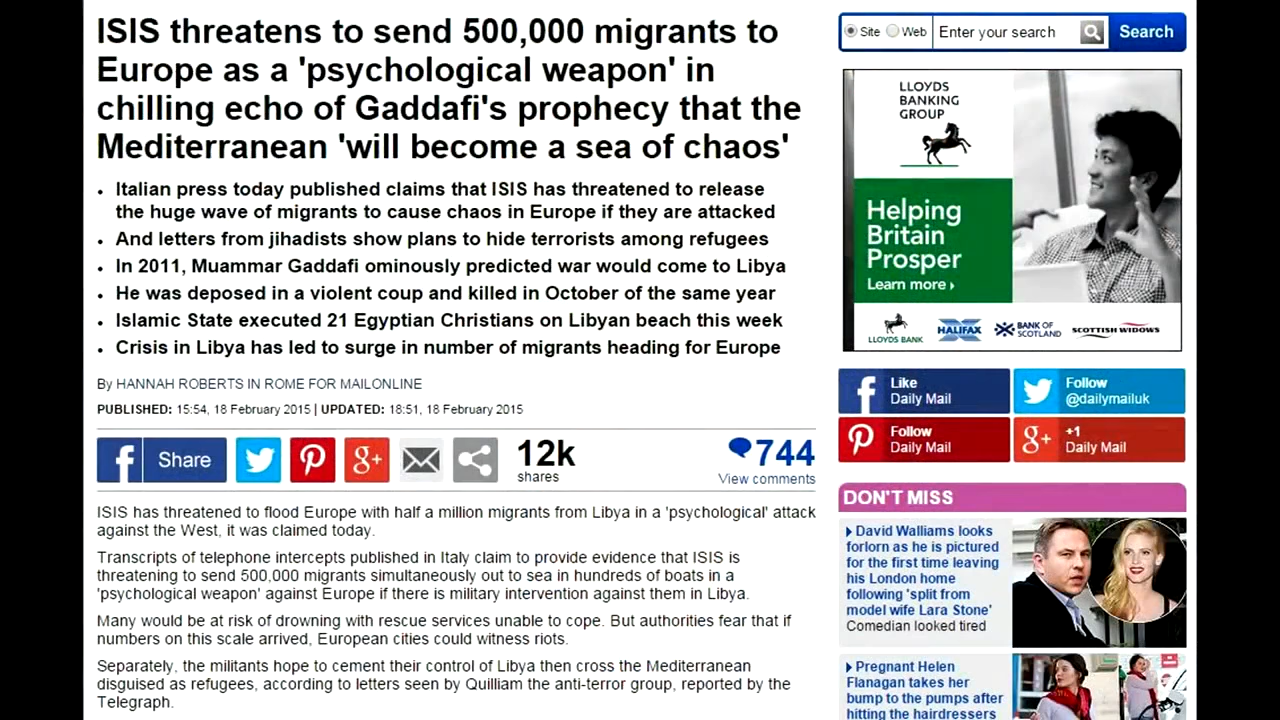 ISIS threatens to send 500,000 migrants to
Europe as a 'psychological weapon' in
chilling echo of Gaddafi's prophecy that the
Mediterranean 'will become a sea of chaos'
• Italian press today published claims that ISIS has threatened to release
the huge wave of migrants to cause chaos in Europe if they are attacked
• And letters from jihadists show plans to hide terrorists among refugees
• In 2011, Muammar Gaddafi ominously predicted war would come to Libya
• He was deposed in a violent coup and killed in October of the same year
• Islamic State executed 21 Egyptian Christians on Libyan beach this week
• Crisis in Libya has led to surge in number of migrants heading for Europe
By HANNAH ROBERTS IN ROME FOR MAILONLINE
PUBLISHED: 15:54, 18 February 2015 | UPDATED: 18:51, 18 February 2015
Share
12k
shares
744
View comments
ISIS has threatened to flood Europe with half a million migrants from Libya in a 'psychological' attack
against the West, it was claimed today.
Transcripts of telephone intercepts published in Italy claim to provide evidence that ISIS is
threatening to send 500,000 migrants simultaneously out to sea in hundreds of boats in a
'psychological weapon' against Europe if there is military intervention against them in Libya.
Many would be at risk of drowning with rescue services unable to cope. But authorities fear that if
numbers on this scale arrived, European cities could witness riots.
Separately, the militants hope to cement their control of Libya then cross the Mediterranean
disguised as refugees, according to letters seen by Quilliam the anti-terror group, reported by the
Telegraph.
Site Web Enter your search Search
LLOYDS
BANKING
GROUP
Helping
Britain
Prosper
Learn more
LLOYDS BANK
HALIFAX
BANK OF
SCOTLAND
SCOTTISH WIDOWS
Like
Daily Mail
Follow
@dailymailuk
Follow
Daily Mail
+1
Daily Mail
DON'T MISS
David Walliams looks
forlorn as he is pictured
for the first time leaving
his London home
following 'split from
model wife Lara Stone'
Comedian looked tired
Pregnant Helen
Flanagan takes her
bump to the pumps after
hitting the hairdressers